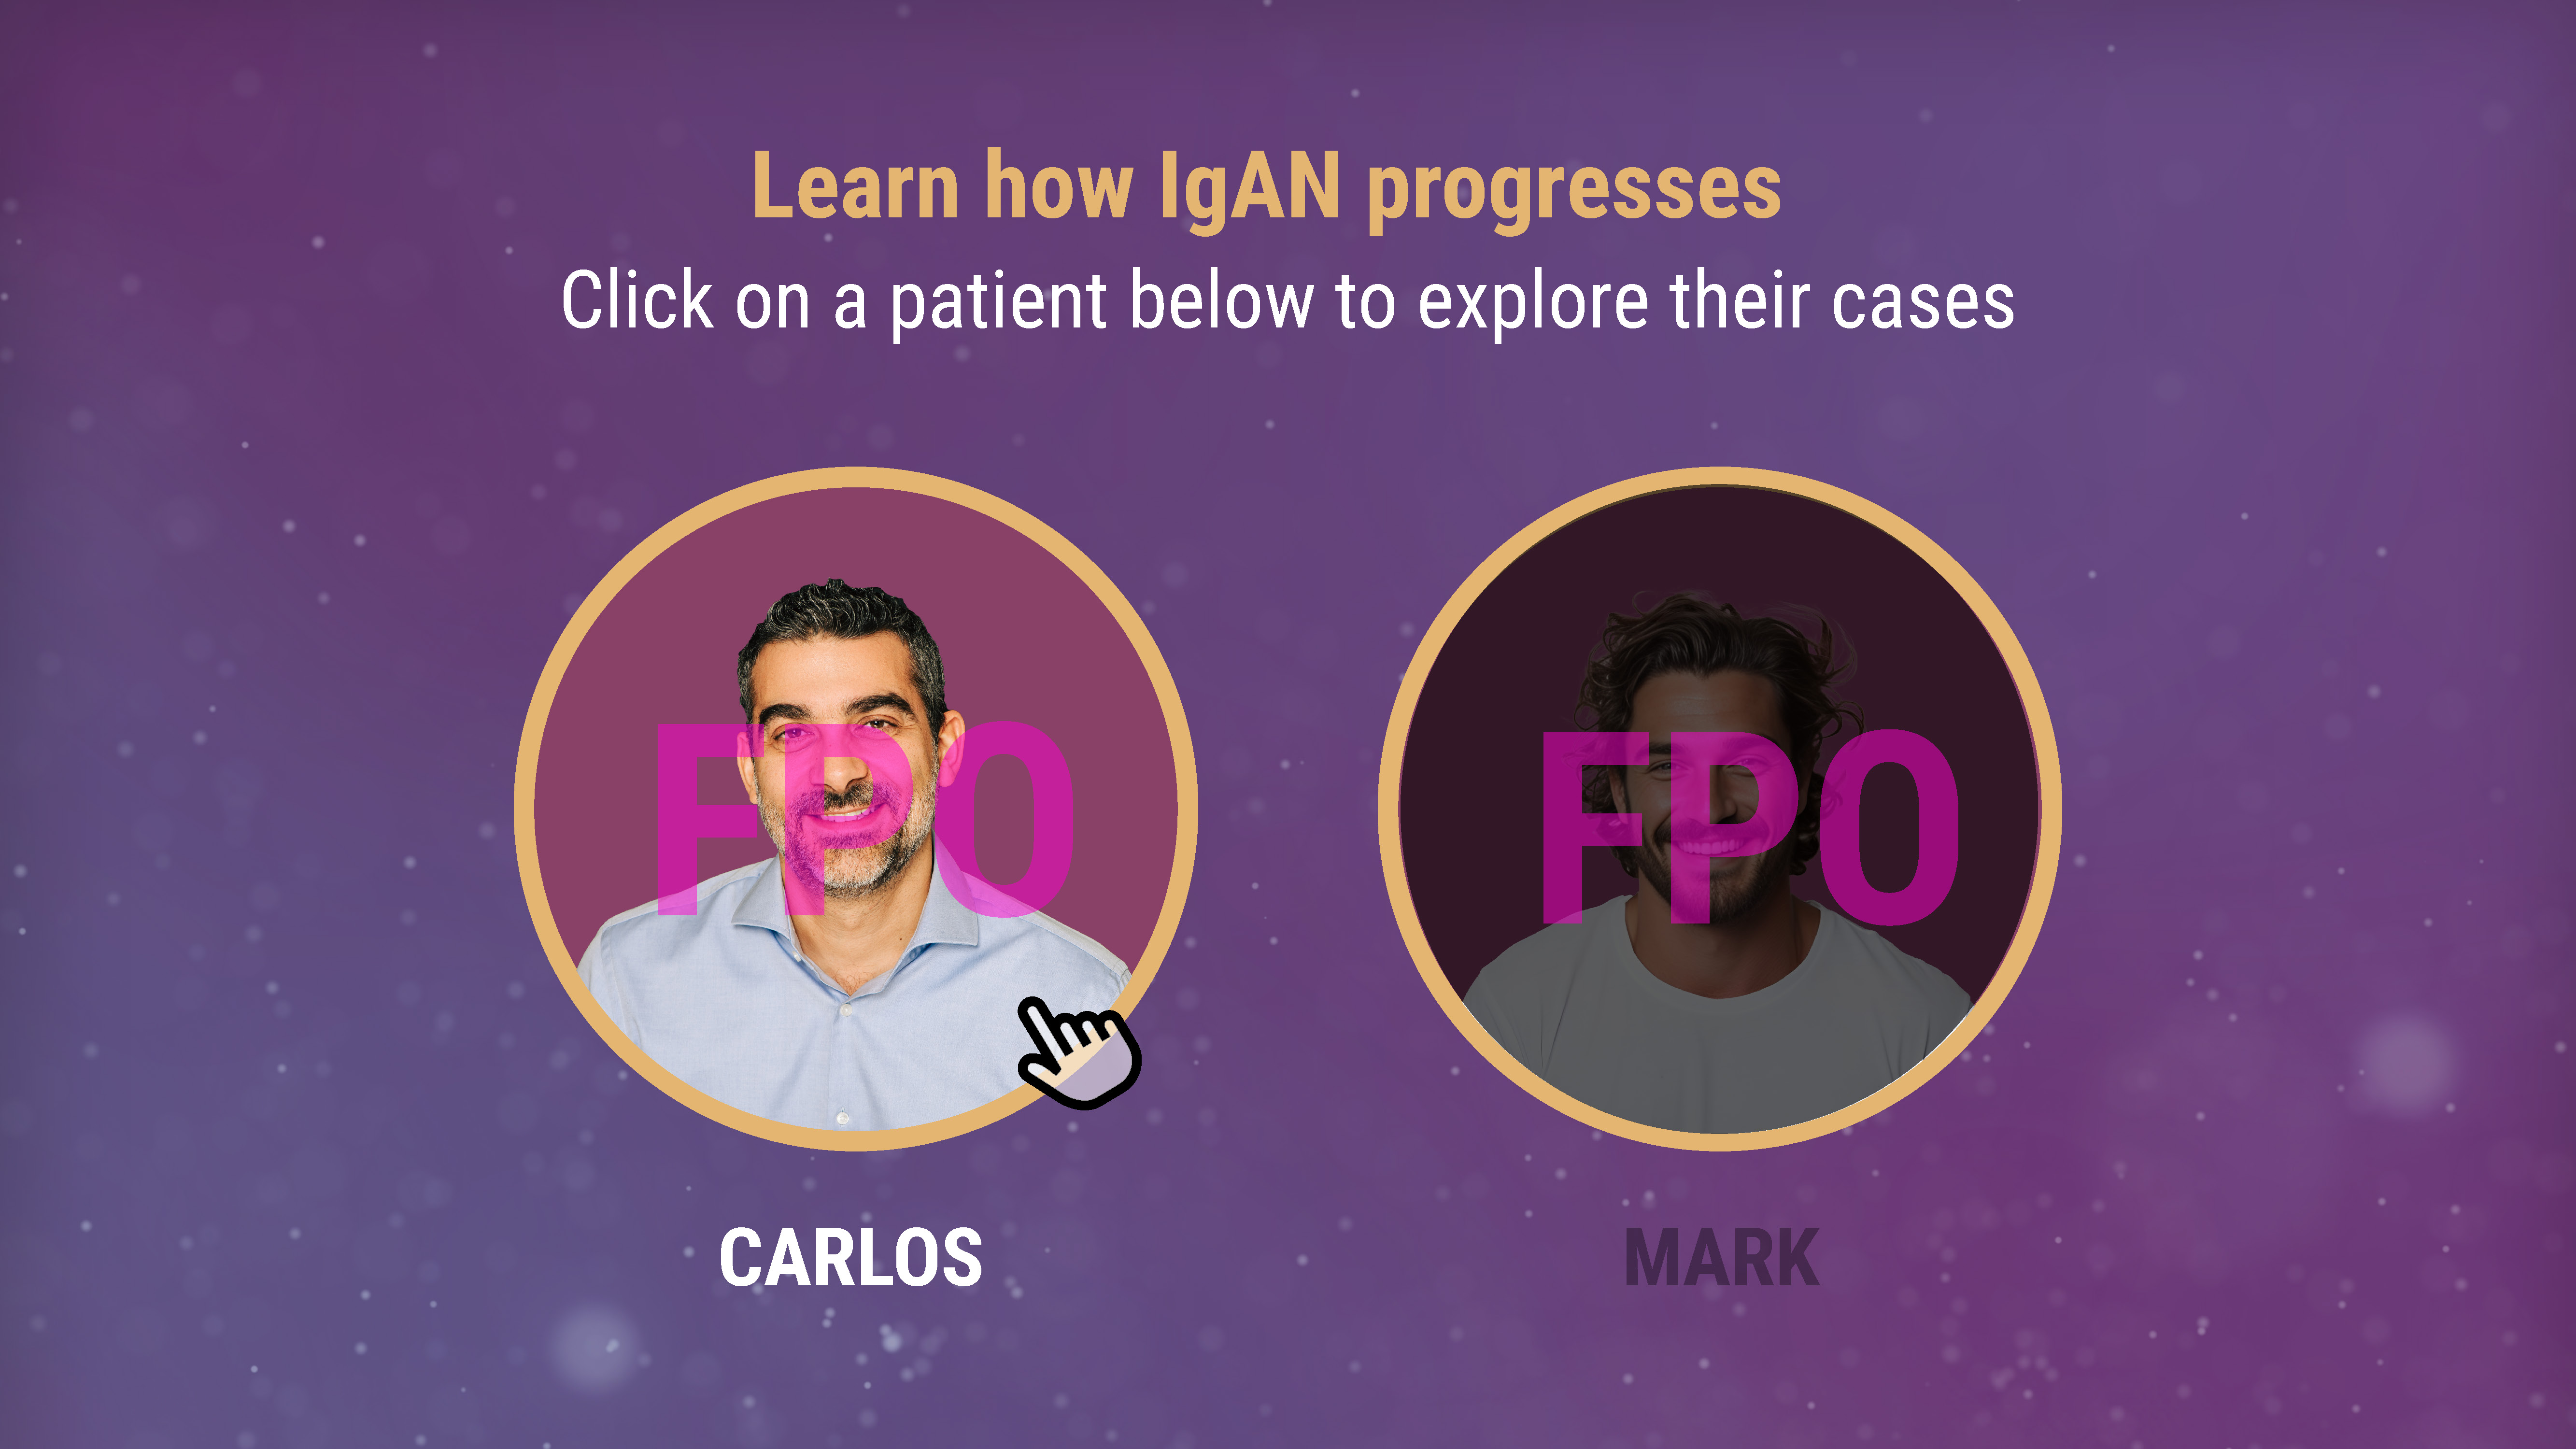 Learn how IgAN progresses
Click on a patient below to explore their cases
FPO
FPO
CARLOS
MARK